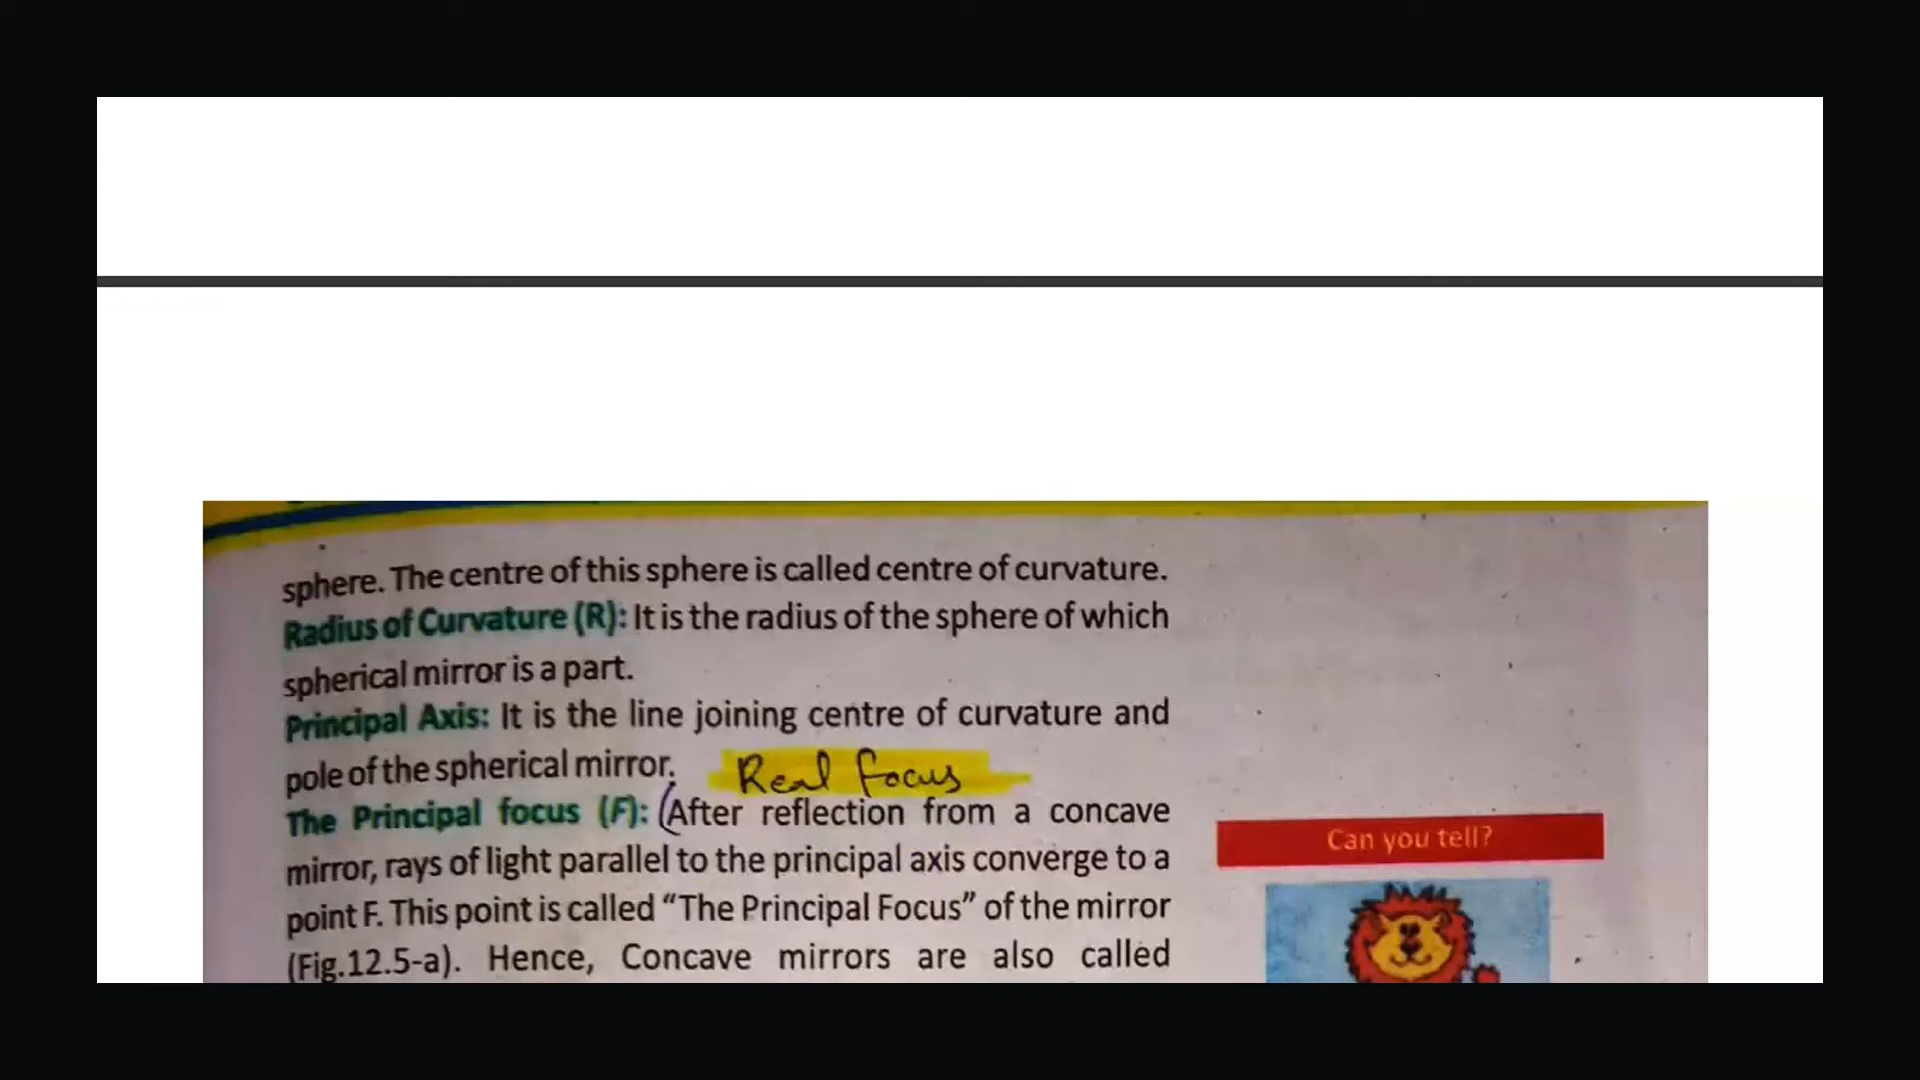 sphere. The centre of this sphere is called centre of curvature.
Radius of Curvature (R): It is the radius of the sphere of which
spherical mirror is a part.
Principal Axis: It is the line joining centre of curvature and
pole of the spherical mirror.
Real focus
The Principal focus (F): (After reflection from a concave
mirror, rays of light parallel to the principal axis converge to a
point F. This point is called “The Principal Focus” of the mirror
(Fig.12.5-a). Hence, Concave mirrors are also called
Can you tell?